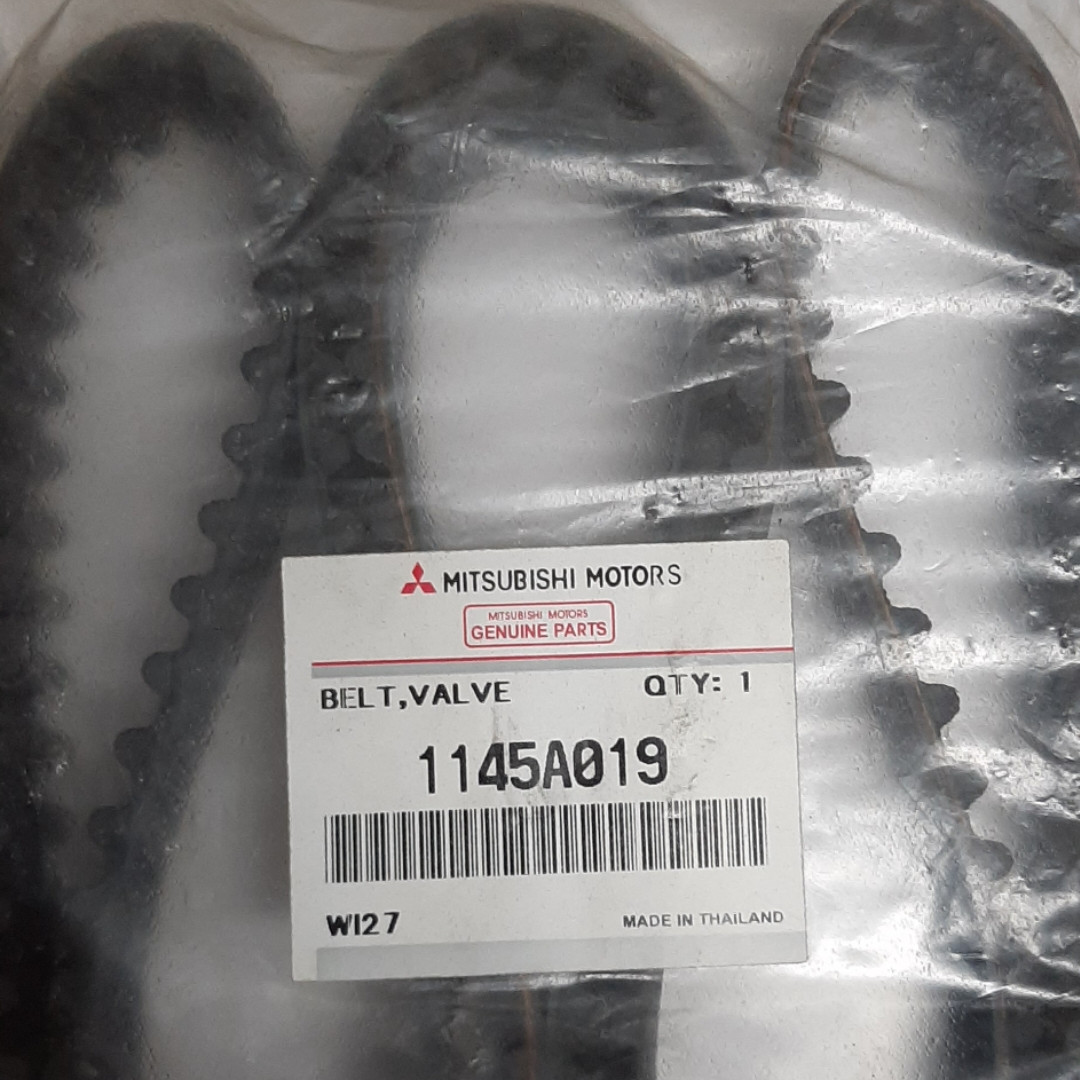 MITSUBISHI MOTORS
MITSUBISHI MOTORS
GENUINE PARTS
BELT,VALVE QTY: 1
1145A019
WI27 MADE IN THAILAND